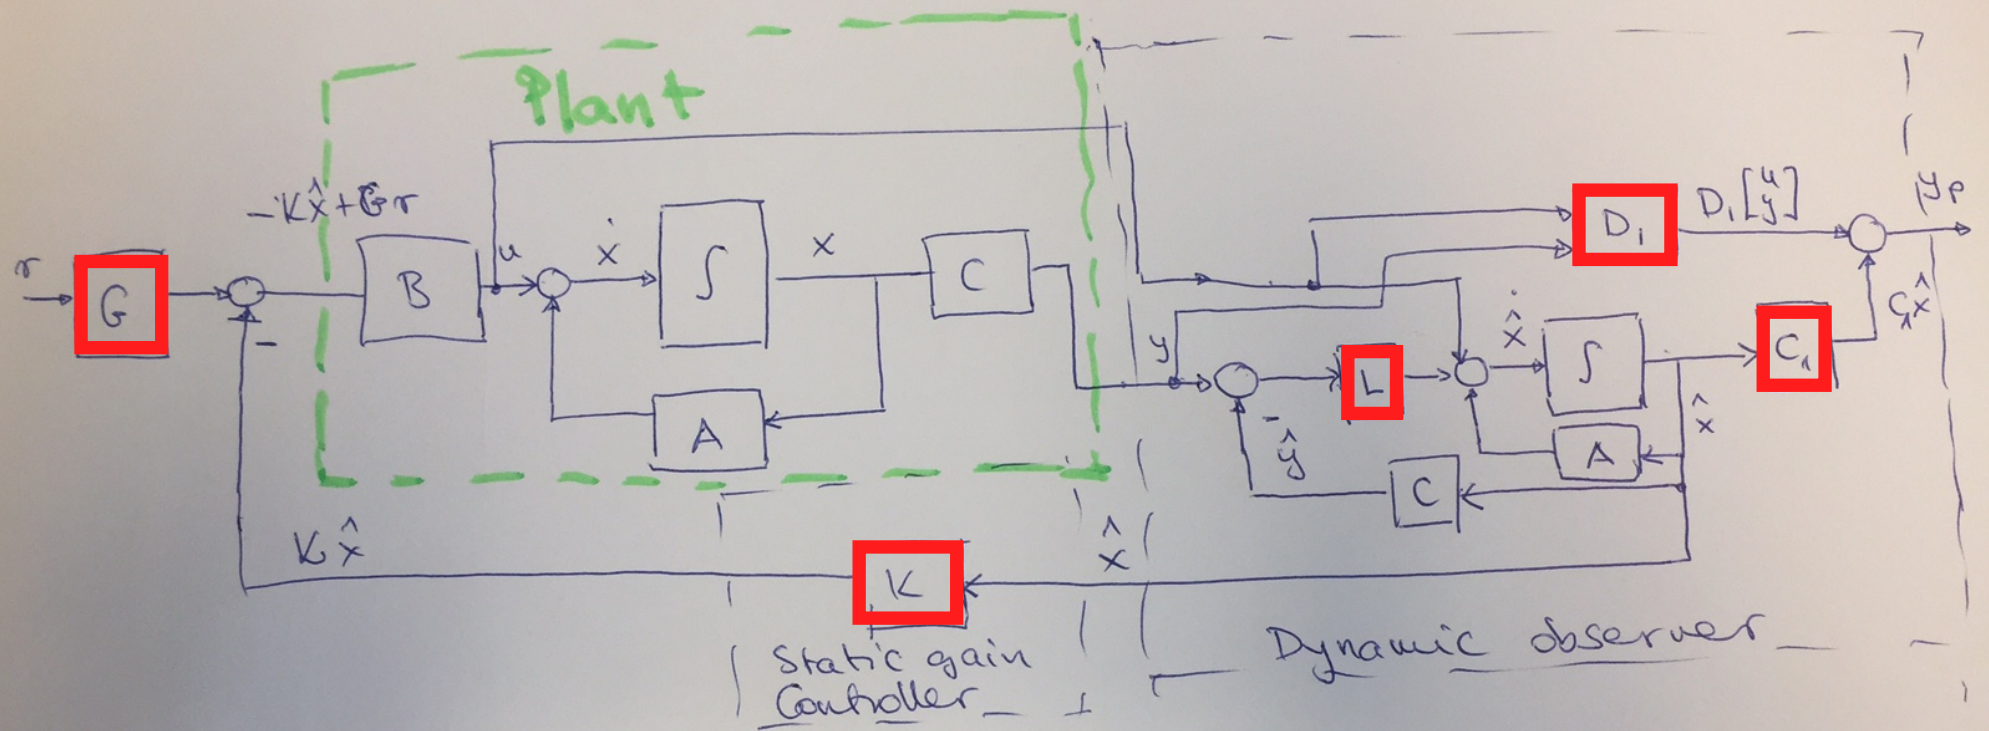 Plant
-Kx̂+Gr
r
G
-
B
u
ẋ
∫
x
C
A
y
D₁
D₁[u y]
yp
C₁x̂
L
x̂̇
∫
C₁
x̂
A
-
ŷ
C
Kx̂
K
x̂
Static gain
Controller
Dynamic observer